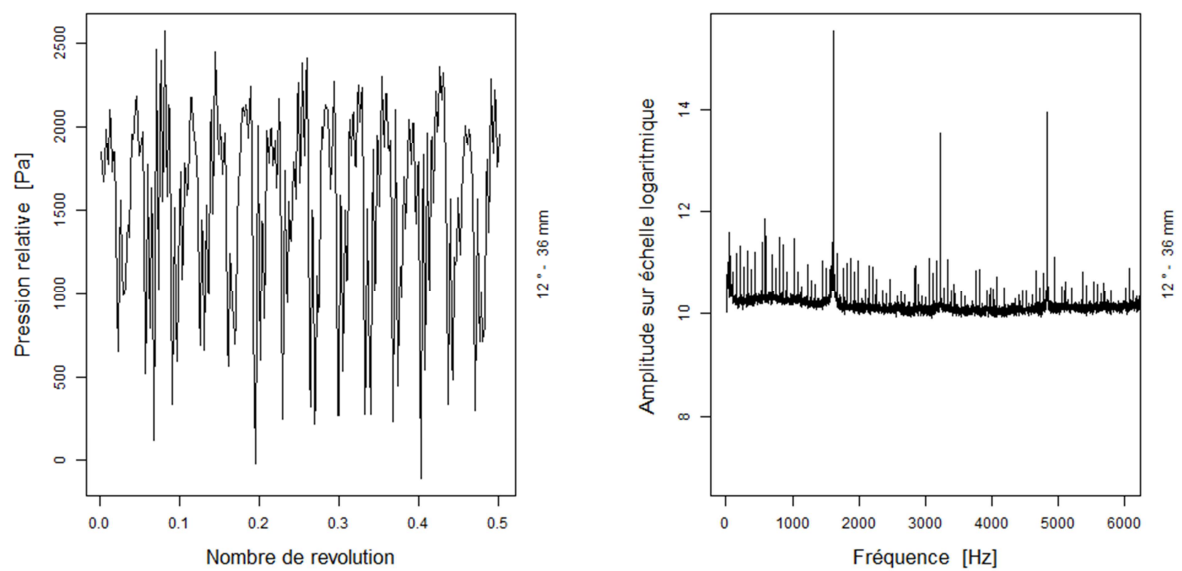 Pression relative [Pa]
2500
2000
1500
1000
500
0
0.0 0.1 0.2 0.3 0.4 0.5
Nombre de revolution
12 ° - 36 mm
Amplitude sur échelle logaritmique
14
12
10
8
0 1000 2000 3000 4000 5000 6000
Fréquence [Hz]
12 ° - 36 mm